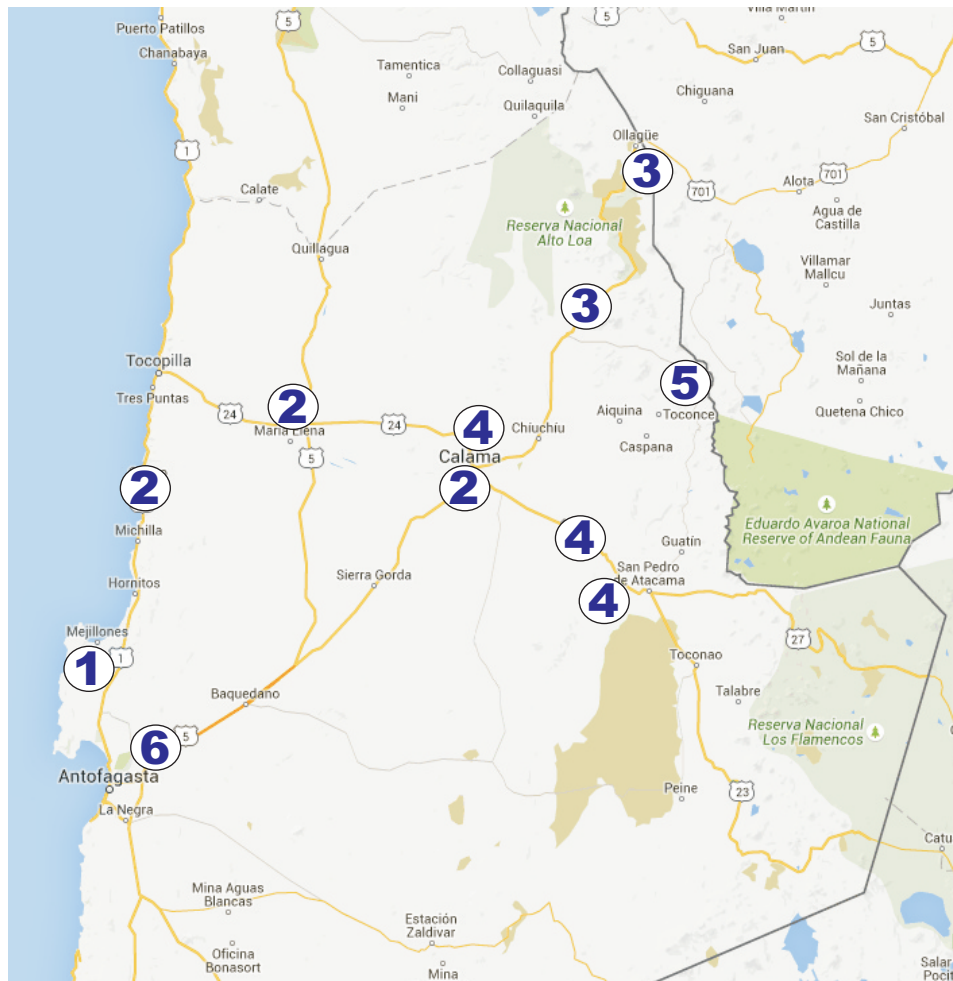 5
5
Villa Martín
Puerto Patillos
Chanabaya
5
San Juan
Tamentica
Collaguasi
Mani
Quilaquila
Chiguana
San Cristóbal
Ollagüe
1
3
701
701
Alota
Calate
Reserva Nacional
Alto Loa
Agua de
Castilla
Quillagua
Villamar
Mallcu
3
Juntas
Tocopilla
Sol de la
Mañana
Tres Puntas
5
24
2
Aiquina
Toconce
Quetena Chico
24
4
Chiuchíu
María Elena
Caspana
Calama
5
2
2
Eduardo Avaroa National
Reserve of Andean Fauna
Michilla
4
Guatín
Sierra Gorda
San Pedro
de Atacama
Hornitos
4
Mejillones
27
1
1
Toconao
Baquedano
Talabre
Reserva Nacional
Los Flamencos
6
5
Antofagasta
Peine
23
La Negra
Catu
Mina Aguas
Blancas
Estación
Zaldivar
Oficina
Bonasort
Mina
Salar
Pocit